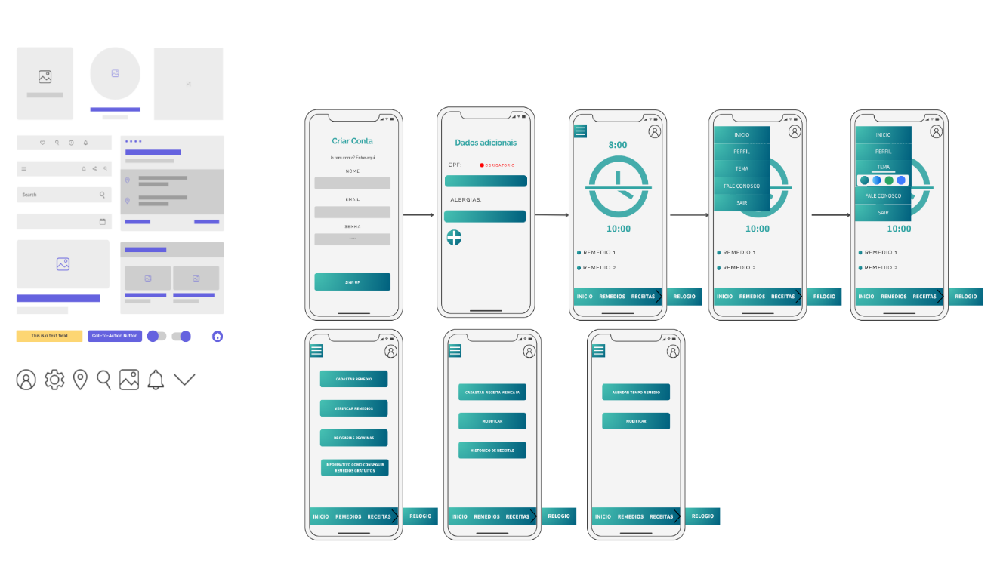 Search
This is a text field
Call-to-Action Button
Criar Conta
Ja tem conta? Entre aqui
NOME
EMAIL
SENHA
SIGN UP
Dados adicionais
CPF:
OBRIGATORIO
ALERGIAS:
8:00
10:00
REMEDIO 1
REMEDIO 2
INICIO REMEDIOS RECEITAS RELOGIO
INICIO
PERFIL
TEMA
FALE CONOSCO
SAIR
10:00
REMEDIO 1
REMEDIO 2
INICIO REMEDIOS RECEITAS RELOGIO
INICIO
PERFIL
TEMA
FALE CONOSCO
SAIR
10:00
REMEDIO 1
REMEDIO 2
INICIO REMEDIOS RECEITAS RELOGIO
CADASTAR REMEDIO
VERIFICAR REMEDIOS
DROGARIAS PROXIMAS
INFORMATIVO COMO CONSEGUIR
REMEDIOS GRATUITOS
INICIO REMEDIOS RECEITAS RELOGIO
CADASTAR RECEITA MEDICA IA
MODIFICAR
HISTORICO DE RECEITAS
INICIO REMEDIOS RECEITAS RELOGIO
AGENDAR TEMPO REMEDIO
MODIFICAR
INICIO REMEDIOS RECEITAS RELOGIO